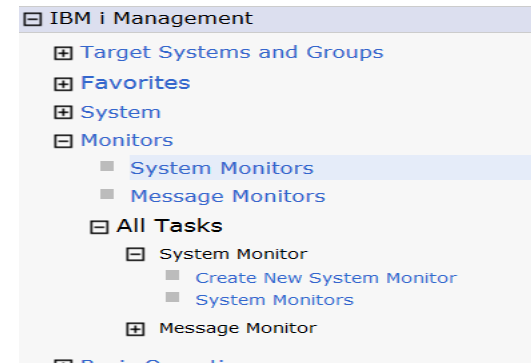 IBM i Management
Target Systems and Groups
Favorites
System
Monitors
System Monitors
Message Monitors
All Tasks
System Monitor
Create New System Monitor
System Monitors
Message Monitor